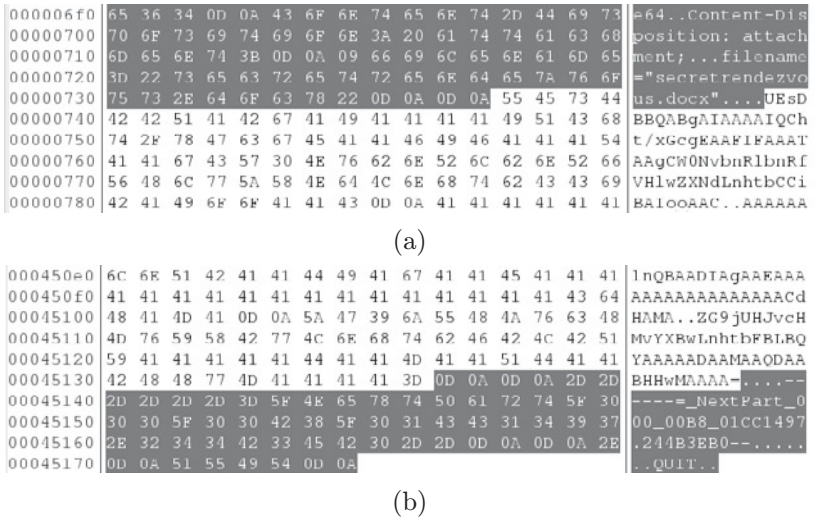 000006f0 65 36 34 0D 0A 43 6F 6E 74 65 6E 74 2D 44 69 73 e64..Content-Dis
00000700 70 6F 73 69 74 69 6F 6E 3A 20 61 74 74 61 63 68 position: attach
00000710 6D 65 6E 74 3B 0D 0A 09 66 69 6C 65 6E 61 6D 65 ment;...filename
00000720 3D 22 73 65 63 72 65 74 72 65 6E 64 65 7A 76 6F ="secretrendezvo
00000730 75 73 2E 64 6F 63 78 22 0D 0A 0D 0A 55 45 73 44 us.docx"....UEsD
00000740 42 42 51 41 42 67 41 49 41 41 41 41 49 51 43 68 BBQABgAIAAAAIQCh
00000750 74 2F 78 47 63 67 45 41 41 46 49 46 41 41 41 54 t/xGcgEAAFIFAAAT
00000760 41 41 67 43 57 30 4E 76 62 6E 52 6C 62 6E 52 66 AAgCW0NvbnRlbnRf
00000770 56 48 6C 77 5A 58 4E 64 4C 6E 68 74 62 43 43 69 VHlwZXNdLnhtbCCi
00000780 42 41 49 6F 6F 41 41 43 0D 0A 41 41 41 41 41 41 BAIooAAC..AAAAAA
(a)
000450e0 6C 6E 51 42 41 41 44 49 41 67 41 41 45 41 41 41 lnQBAADIAgAAEAAA
000450f0 41 41 41 41 41 41 41 41 41 41 41 41 41 41 43 64 AAAAAAAAAAAAAACd
00045100 48 41 4D 41 0D 0A 5A 47 39 6A 55 48 4A 76 63 48 HAMA..ZG9jUHJvcH
00045110 4D 76 59 58 42 77 4C 6E 68 74 62 46 42 4C 42 51 MvYXBwLnhtbFBLBQ
00045120 59 41 41 41 41 41 44 41 41 4D 41 41 51 44 41 41 YAAAAADAAMAAQDAA
00045130 42 48 48 77 4D 41 41 41 41 3D 0D 0A 0D 0A 2D 2D BHHwMAAAA=....--
00045140 2D 2D 2D 2D 3D 5F 4E 65 78 74 50 61 72 74 5F 30 ----=_NextPart_0
00045150 30 30 5F 30 30 42 38 5F 30 31 43 43 31 34 39 37 00_00B8_01CC1497
00045160 2E 32 34 34 42 33 45 42 30 2D 2D 0D 0A 0D 0A 2E .244B3EB0--.....
00045170 0D 0A 51 55 49 54 0D 0A ..QUIT..
(b)